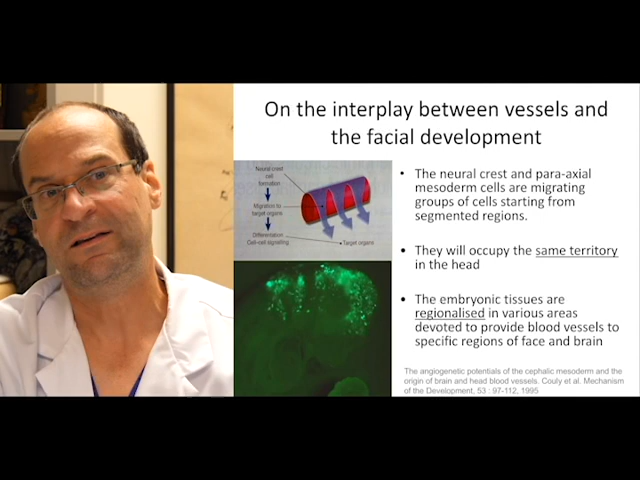 On the interplay between vessels and
the facial development
Neural crest
cell
formation
Migration to
target organs
Differentiation
Cell-cell signalling
Target organs
• The neural crest and para-axial
mesoderm cells are migrating
groups of cells starting from
segmented regions.
• They will occupy the same territory
in the head
• The embryonic tissues are
regionalised in various areas
devoted to provide blood vessels to
specific regions of face and brain
The angiogenetic potentials of the cephalic mesoderm and the
origin of brain and head blood vessels. Couly et al. Mechanism
of the Development, 53 : 97-112, 1995